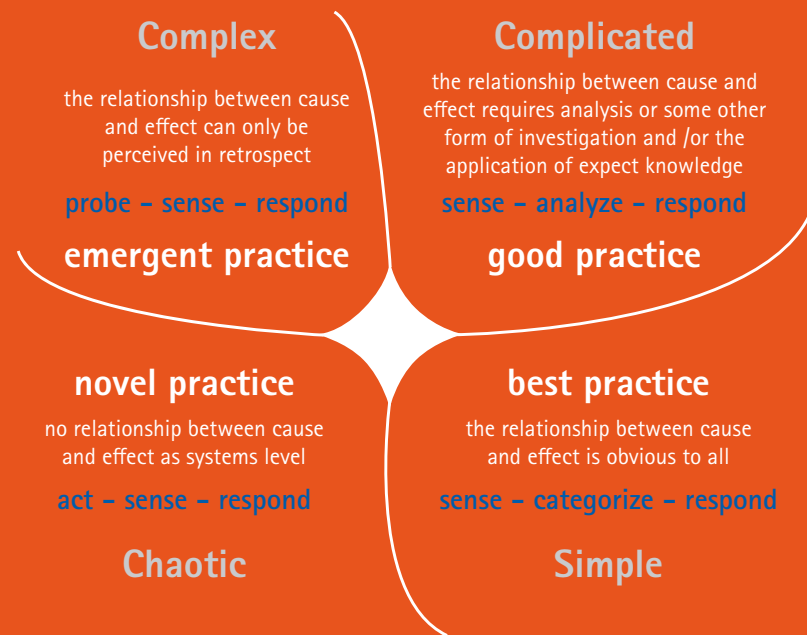 Complex
the relationship between cause
and effect can only be
perceived in retrospect
probe – sense – respond
emergent practice
Complicated
the relationship between cause and
effect requires analysis or some other
form of investigation and /or the
application of expect knowledge
sense – analyze – respond
good practice
novel practice
no relationship between cause
and effect as systems level
act – sense – respond
Chaotic
best practice
the relationship between cause
and effect is obvious to all
sense – categorize – respond
Simple